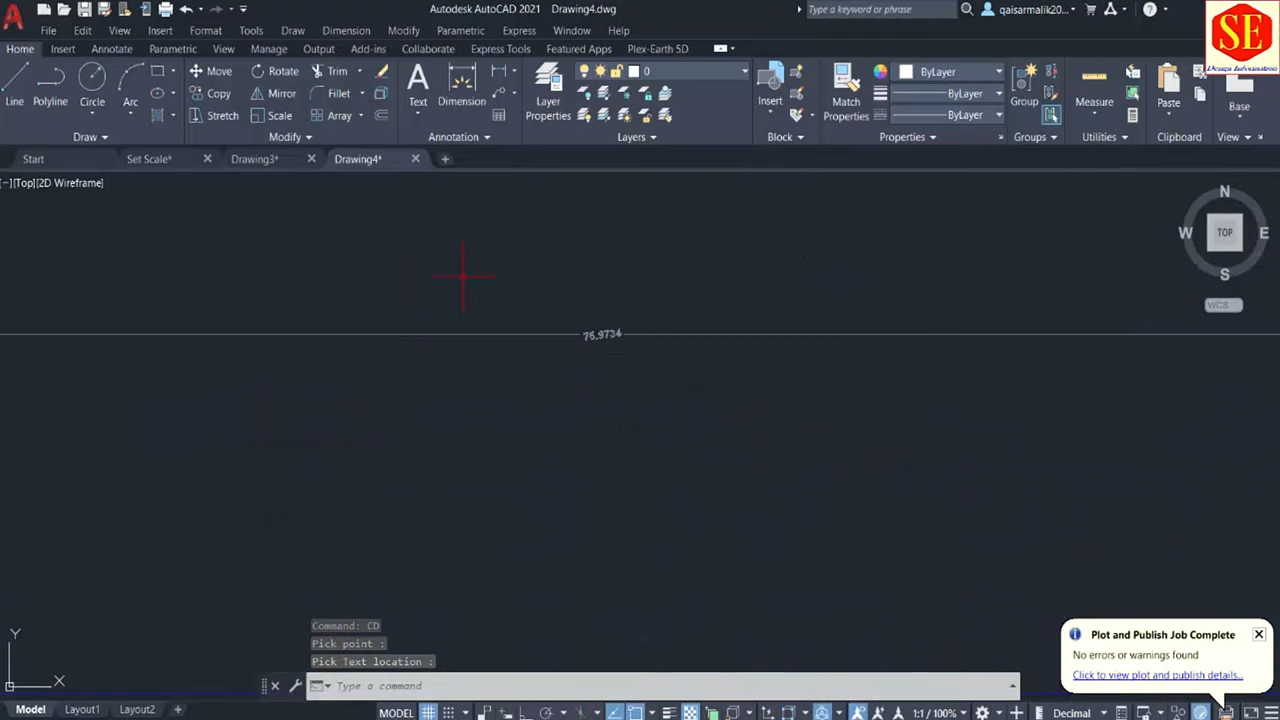 Autodesk AutoCAD 2021 Drawing4.dwg
Type a keyword or phrase
qaisarmalik20...
SE
Design Information
File Edit View Insert Format Tools Draw Dimension Modify Parametric Express Window Help
Home Insert Annotate Parametric View Manage Output Add-ins Collaborate Express Tools Featured Apps Plex-Earth 5D
Line Polyline Circle Arc
Move Rotate Trim
Copy Mirror Fillet
Stretch Scale Array
Text Dimension
Layer Properties
0
Insert
Match Properties
ByLayer
ByLayer
ByLayer
Group
Measure
Paste
Base
Draw Modify Annotation Layers Block Properties Groups Utilities Clipboard View
Start Set Scale* Drawing3* Drawing4*
[−][Top][2D Wireframe]
N
W TOP E
S
WCS
76.9734
Y
X
Command: CD
Pick point :
Pick Text location :
Type a command
Plot and Publish Job Complete
No errors or warnings found
Click to view plot and publish details...
Model Layout1 Layout2
MODEL
1:1 / 100%
Decimal